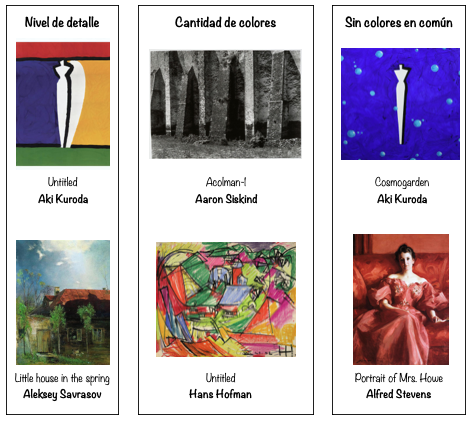 Nivel de detalle
Untitled
Aki Kuroda
Little house in the spring
Aleksey Savrasov
Cantidad de colores
Acolman-1
Aaron Siskind
Untitled
Hans Hofman
Sin colores en común
Cosmogarden
Aki Kuroda
Portrait of Mrs. Howe
Alfred Stevens